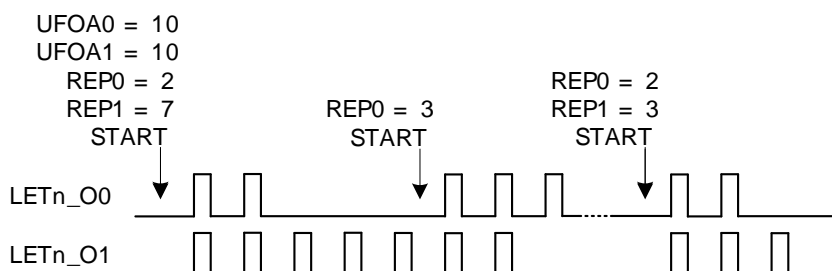 UFOA0 = 10
UFOA1 = 10
REP0 = 2
REP1 = 7
START
REP0 = 3
START
REP0 = 2
REP1 = 3
START
LETn_O0
LETn_O1